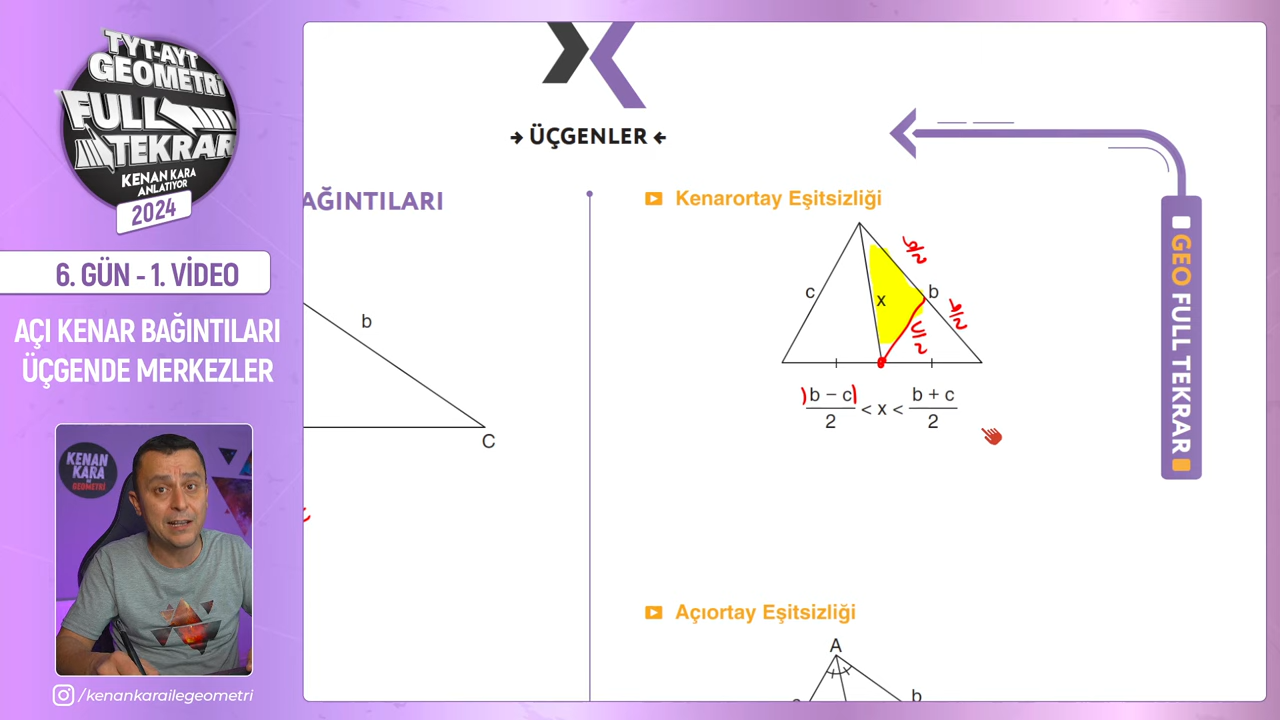 TYT-AYT
GEOMETRİ
FULL
TEKRAR
KENAN KARA
ANLATIYOR
2024
6. GÜN - 1. VİDEO
AÇI KENAR BAĞINTILARI
ÜÇGENDE MERKEZLER
KENAN
KARA
GEOMETRİ
/kenankarailegeometri
→ ÜÇGENLER ←
AĞINTILARI
b
C
Kenarortay Eşitsizliği
c
x
b
b/2
b/2
c/2
|b − c|/2 < x < b + c/2
Açıortay Eşitsizliği
A
b
GEO FULL TEKRAR